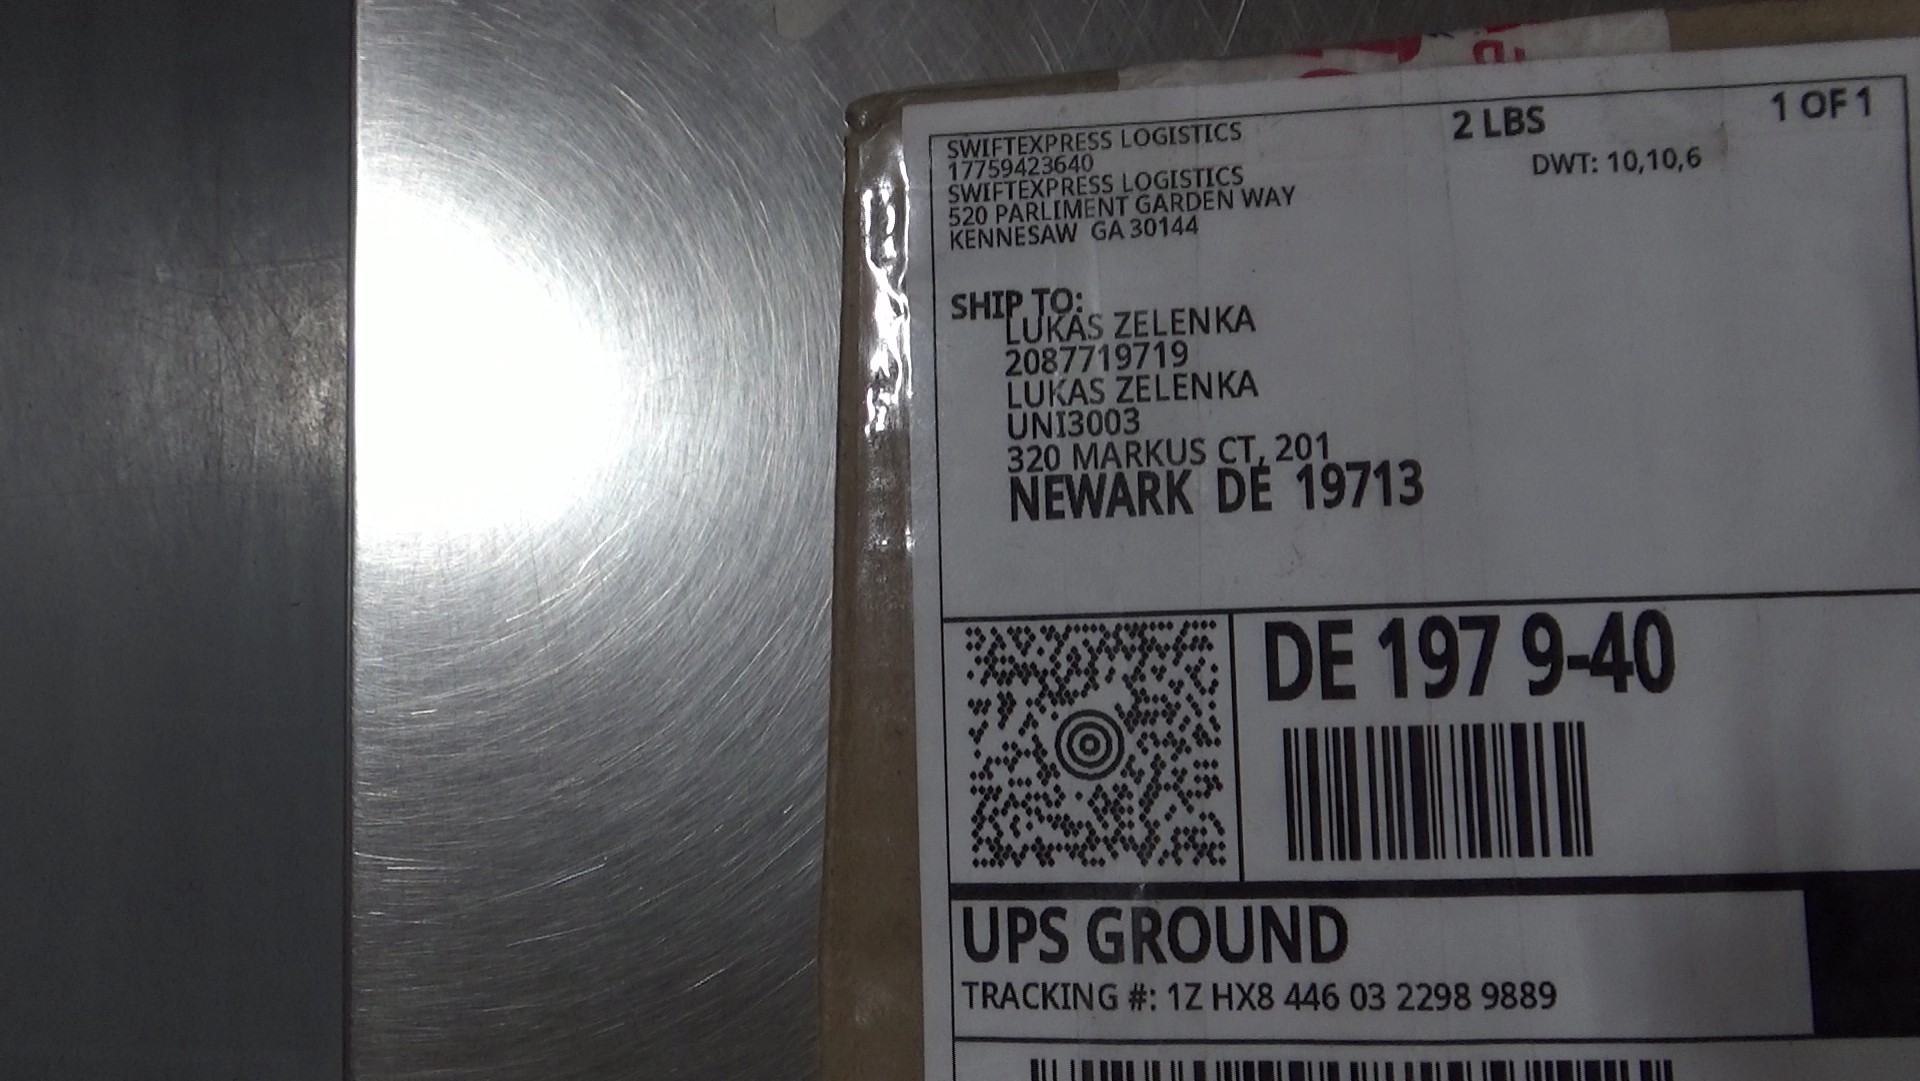 SWIFTEXPRESS LOGISTICS
17759423640
SWIFTEXPRESS LOGISTICS
520 PARLIMENT GARDEN WAY
KENNESAW GA 30144
2 LBS
1 OF 1
DWT: 10,10,6
SHIP TO:
LUKAS ZELENKA
2087719719
LUKAS ZELENKA
UNI3003
320 MARKUS CT, 201
NEWARK DE 19713
DE 197 9-40
UPS GROUND
TRACKING #: 1Z HX8 446 03 2298 9889